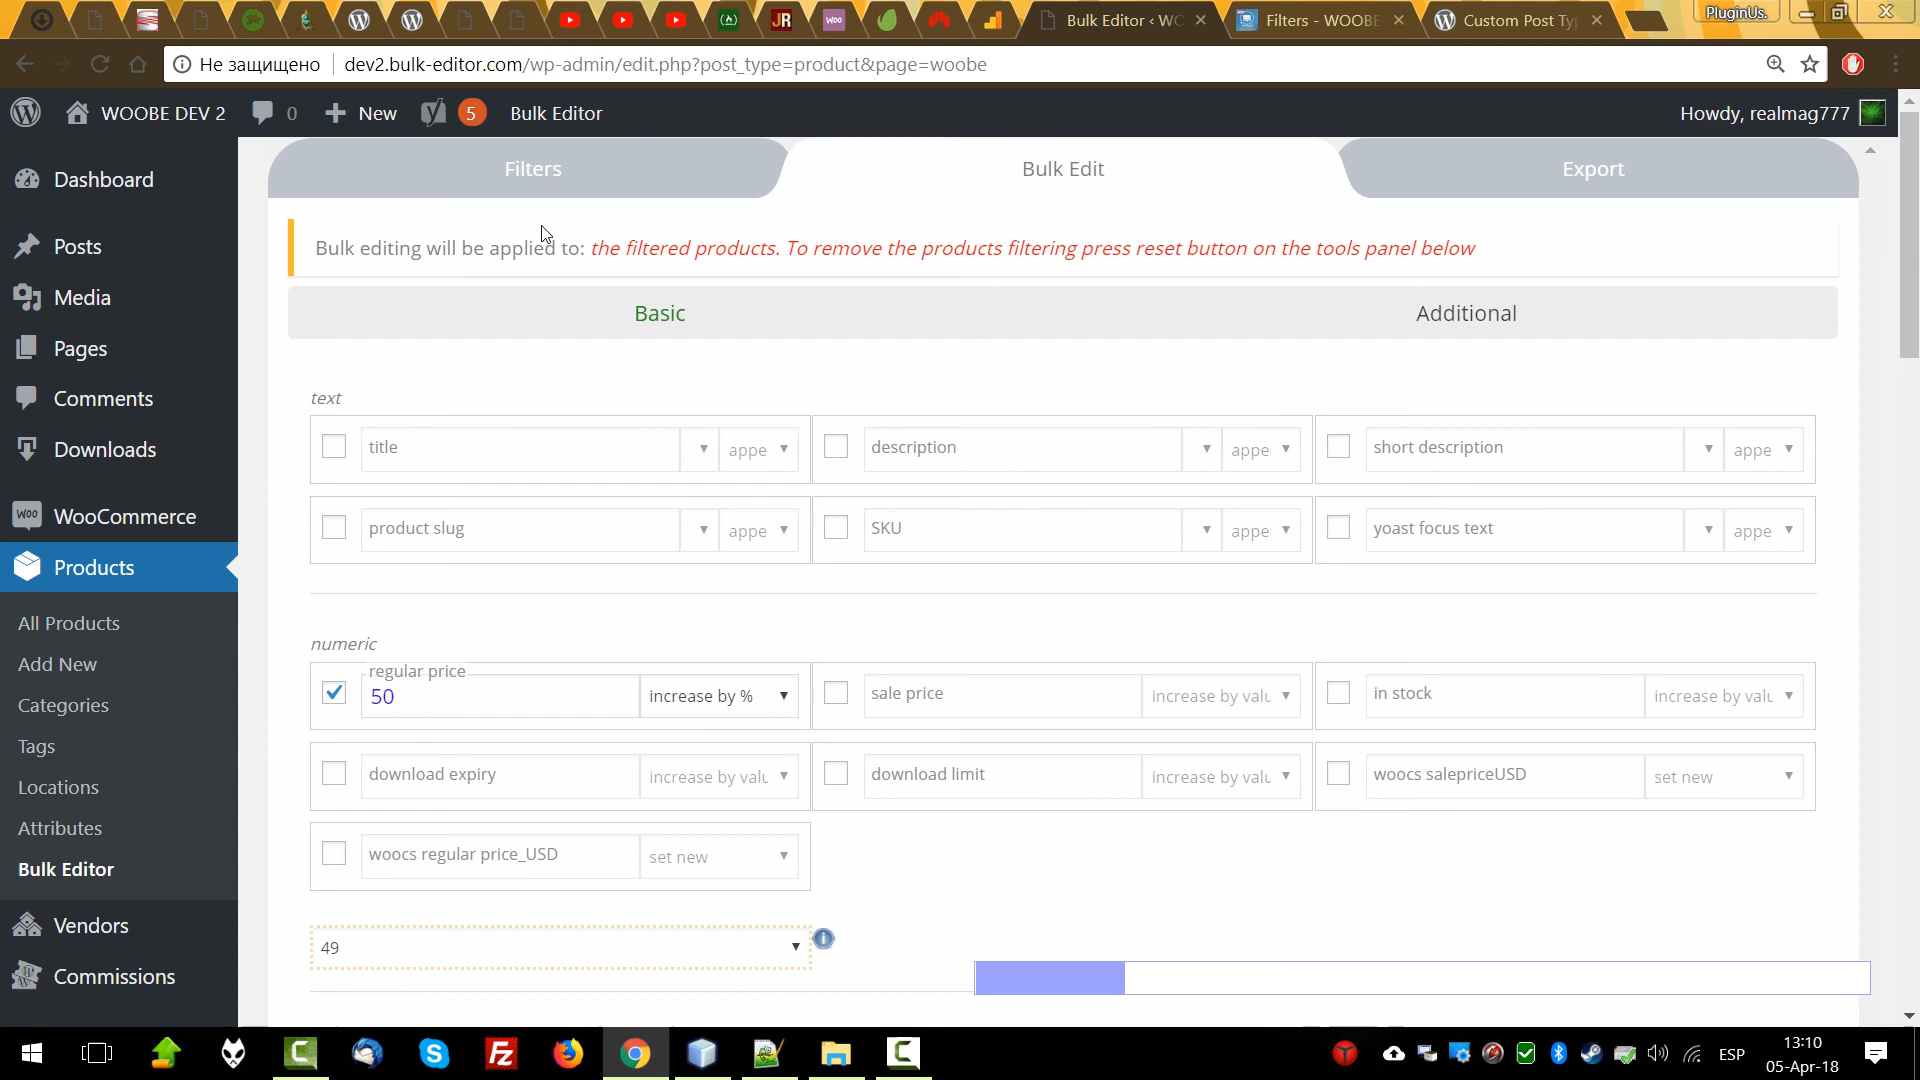 JR
woo
Bulk Editor ‹ WC
Filters - WOOBE
Custom Post Ty
PluginUs.
Не защищено
dev2.bulk-editor.com/wp-admin/edit.php?post_type=product&page=woobe
WOOBE DEV 2
0
New
5
Bulk Editor
Howdy, realmag777
Dashboard
Posts
Media
Pages
Comments
Downloads
Woo
WooCommerce
Products
All Products
Add New
Categories
Tags
Locations
Attributes
Bulk Editor
Vendors
Commissions
Filters
Bulk Edit
Export
Bulk editing will be applied to: the filtered products. To remove the products filtering press reset button on the tools panel below
Basic
Additional
text
title
appe
description
appe
short description
appe
product slug
appe
SKU
appe
yoast focus text
appe
numeric
regular price
50
increase by %
sale price
increase by valu
in stock
increase by valu
download expiry
increase by valu
download limit
increase by valu
woocs salepriceUSD
set new
woocs regular price_USD
set new
49
ESP
13:10
05-Apr-18